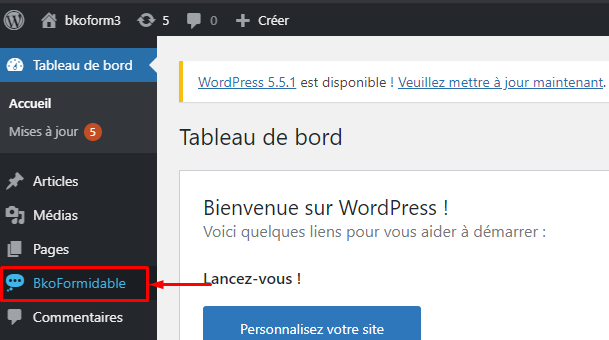 bkoform3 5 0 Créer
Tableau de bord
Accueil
Mises à jour 5
Articles
Médias
Pages
BkoFormidable
Commentaires
WordPress 5.5.1 est disponible ! Veuillez mettre à jour maintenant.
Tableau de bord
Bienvenue sur WordPress !
Voici quelques liens pour vous aider à démarrer :
Lancez-vous !
Personnalisez votre site